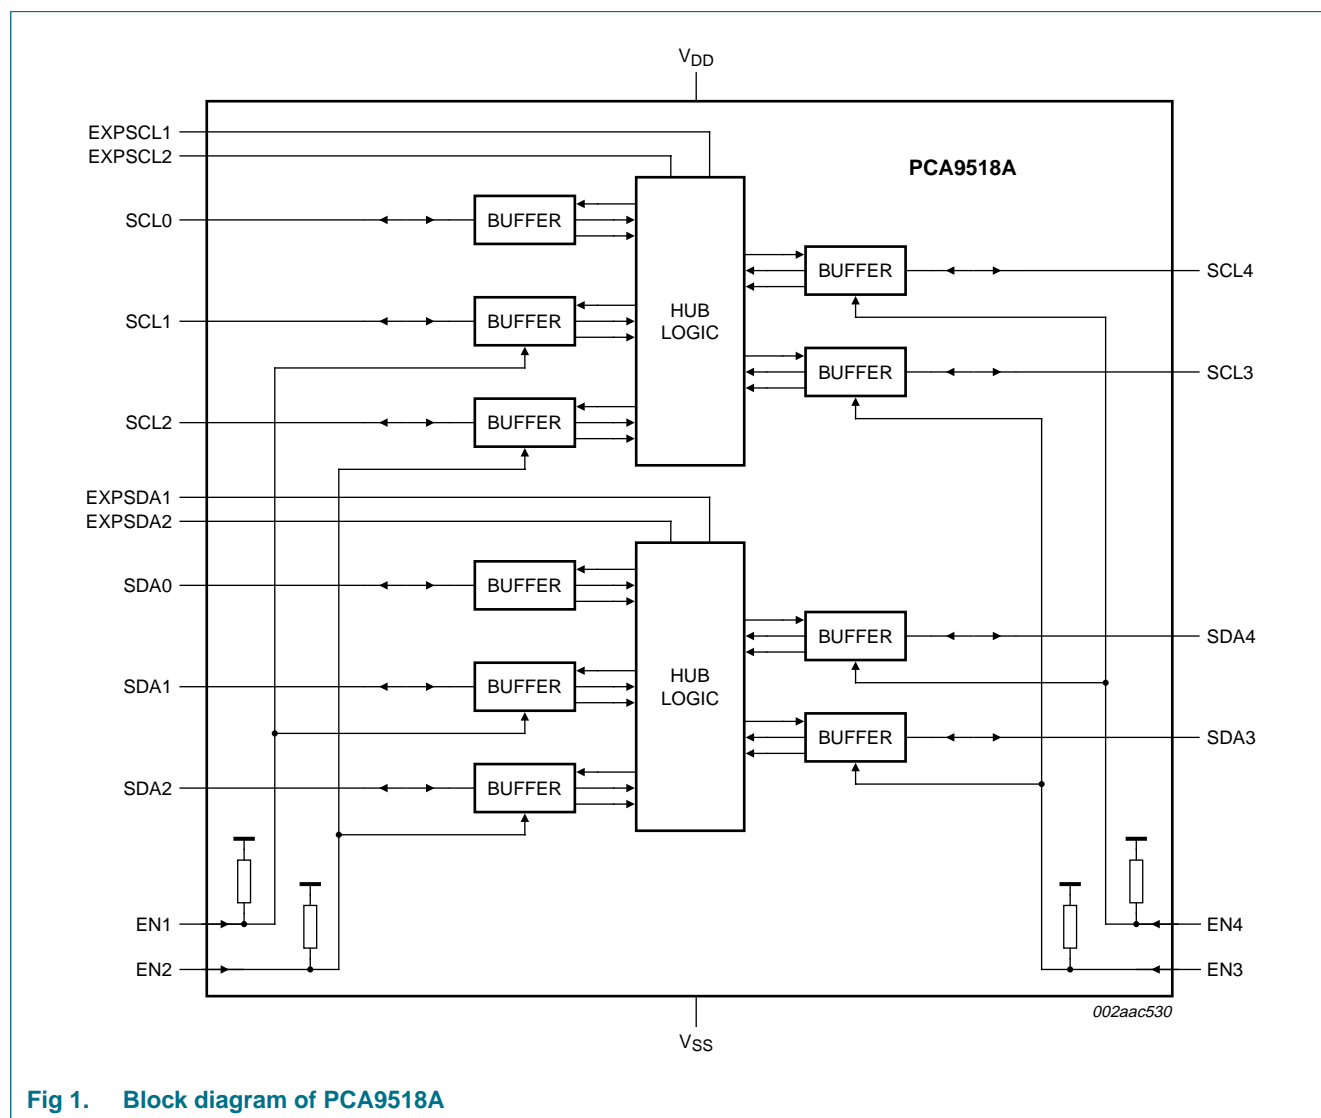 VDD
EXPSCL1
EXPSCL2
PCA9518A
SCL0
BUFFER
BUFFER
SCL4
SCL1
BUFFER
HUB
LOGIC
BUFFER
SCL3
SCL2
BUFFER
EXPSDA1
EXPSDA2
SDA0
BUFFER
BUFFER
SDA4
SDA1
BUFFER
HUB
LOGIC
BUFFER
SDA3
SDA2
BUFFER
EN1
EN4
EN2
EN3
002aac530
VSS
Fig 1. Block diagram of PCA9518A